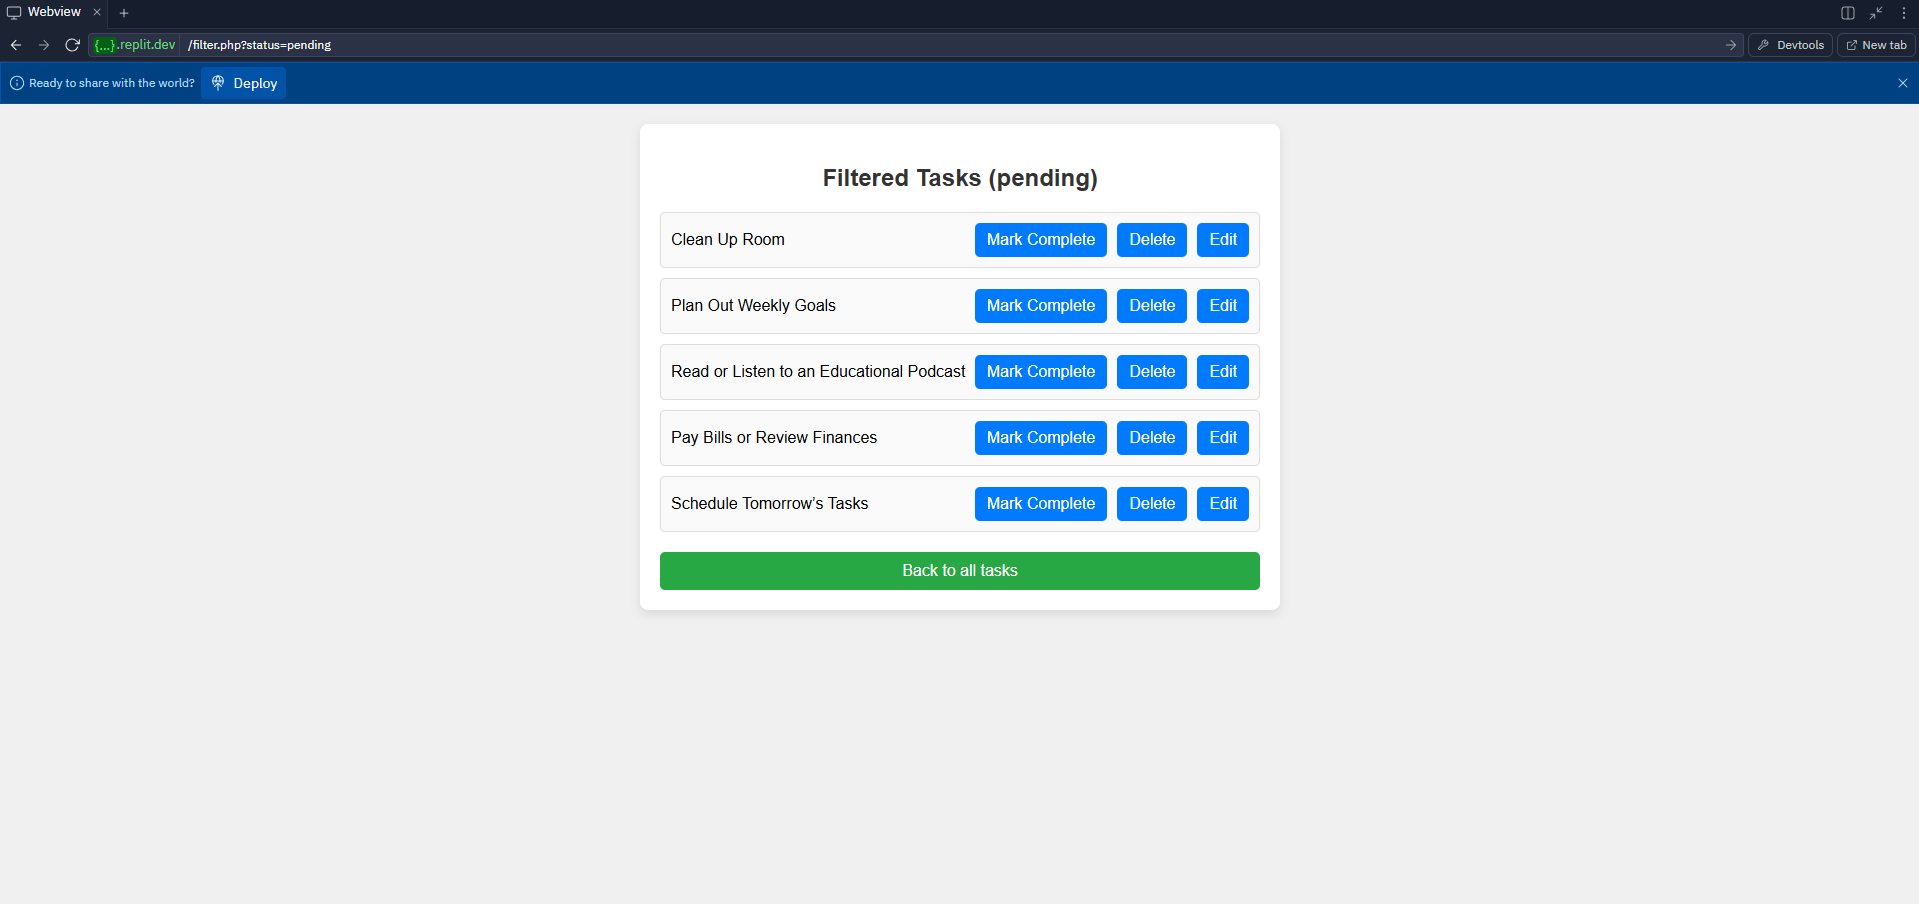 Webview
{...}.replit.dev /filter.php?status=pending Devtools New tab
Ready to share with the world? Deploy
Filtered Tasks (pending)
Clean Up Room Mark Complete Delete Edit
Plan Out Weekly Goals Mark Complete Delete Edit
Read or Listen to an Educational Podcast Mark Complete Delete Edit
Pay Bills or Review Finances Mark Complete Delete Edit
Schedule Tomorrow’s Tasks Mark Complete Delete Edit
Back to all tasks